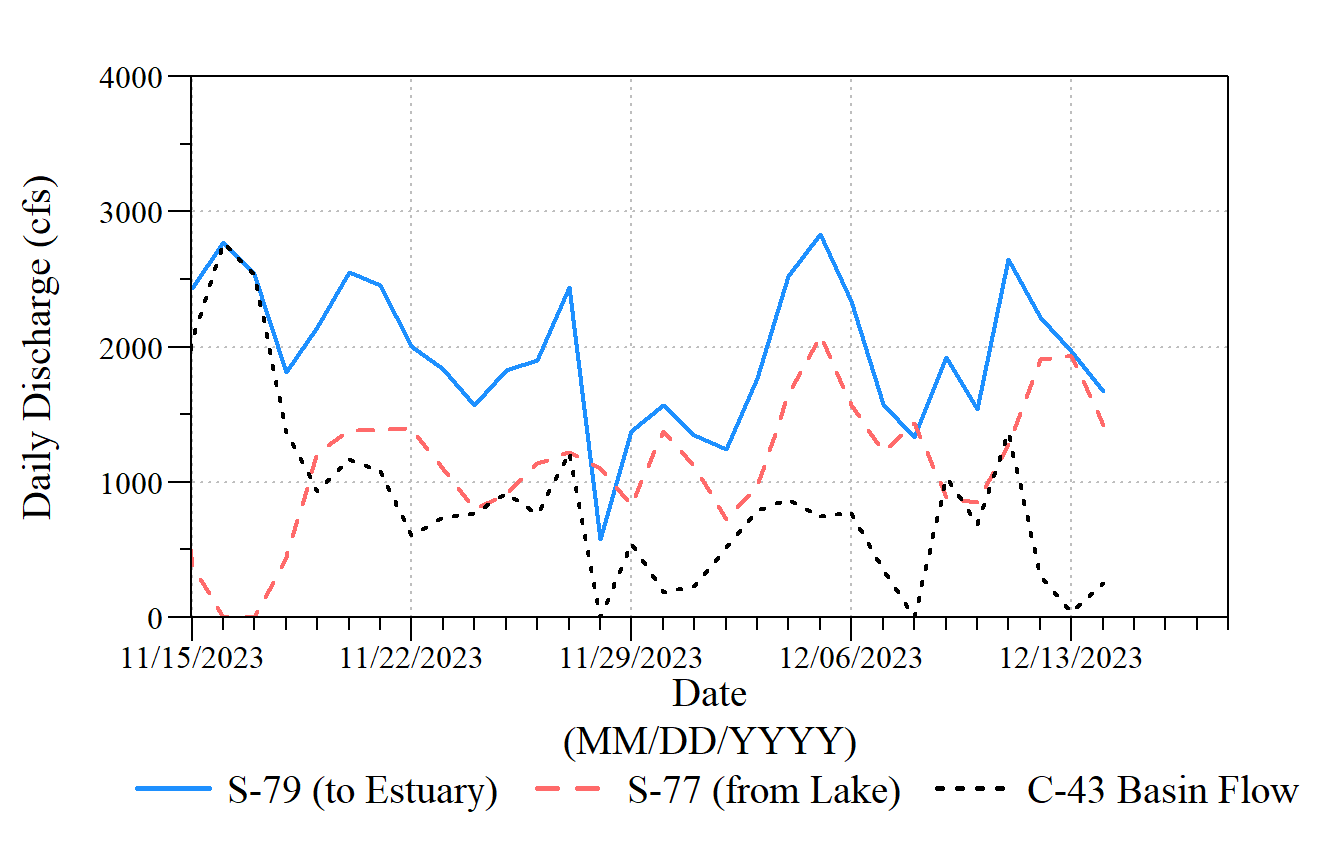 4000
3000
2000
1000
0
Daily Discharge (cfs)
11/15/2023 11/22/2023 11/29/2023 12/06/2023 12/13/2023
Date
(MM/DD/YYYY)
S-79 (to Estuary) S-77 (from Lake) C-43 Basin Flow